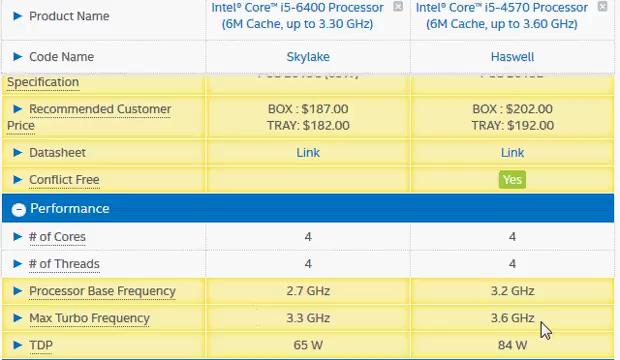 Product Name
Intel® Core™ i5-6400 Processor
(6M Cache, up to 3.30 GHz)
Intel® Core™ i5-4570 Processor
(6M Cache, up to 3.60 GHz)
Code Name Skylake Haswell
Specification
Recommended Customer
Price
BOX : $187.00
TRAY: $182.00
BOX : $202.00
TRAY: $192.00
Datasheet Link Link
Conflict Free Yes
Performance
# of Cores 4 4
# of Threads 4 4
Processor Base Frequency 2.7 GHz 3.2 GHz
Max Turbo Frequency 3.3 GHz 3.6 GHz
TDP 65 W 84 W